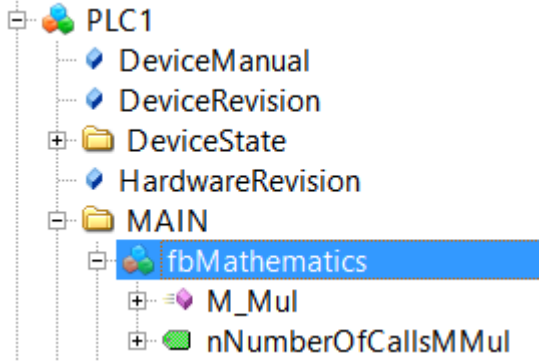 PLC1
DeviceManual
DeviceRevision
DeviceState
HardwareRevision
MAIN
fbMathematics
M_Mul
nNumberOfCallsMMul